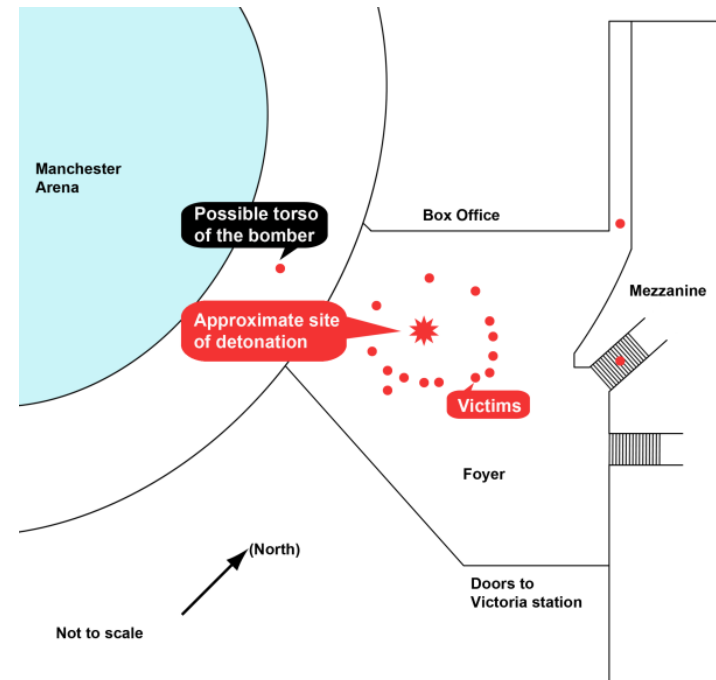 Manchester
Arena
Possible torso
of the bomber
Box Office
Mezzanine
Approximate site
of detonation
Victims
Foyer
(North)
Doors to
Victoria station
Not to scale